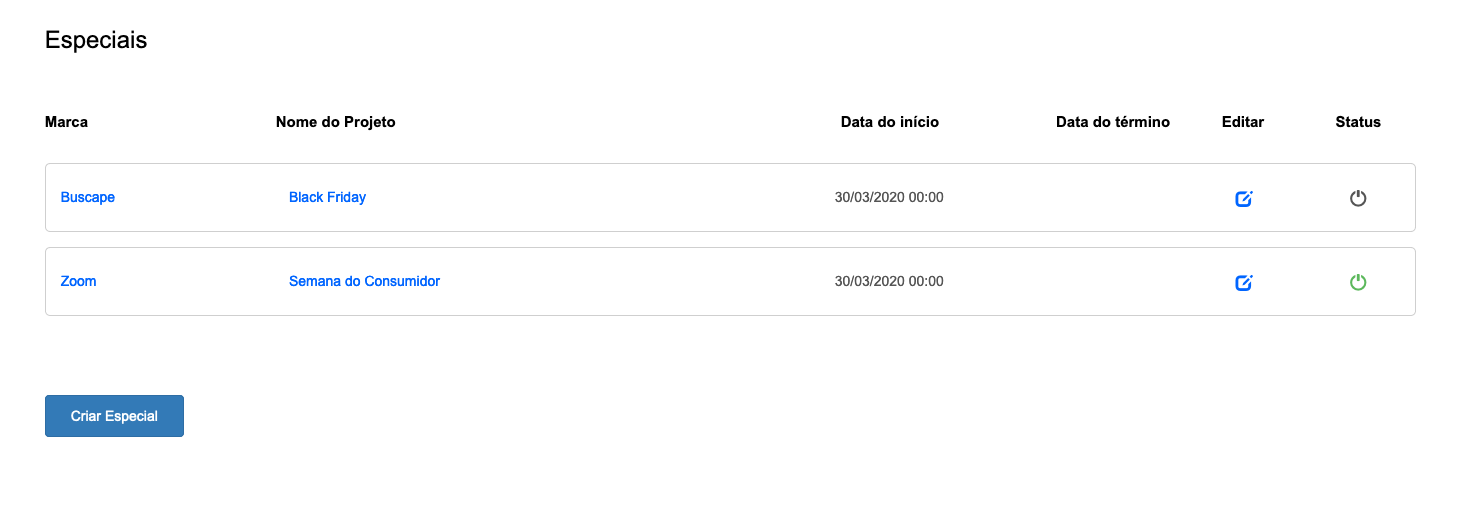 Especiais
Marca Nome do Projeto Data do início Data do término Editar Status
Buscape Black Friday 30/03/2020 00:00
Zoom Semana do Consumidor 30/03/2020 00:00
Criar Especial